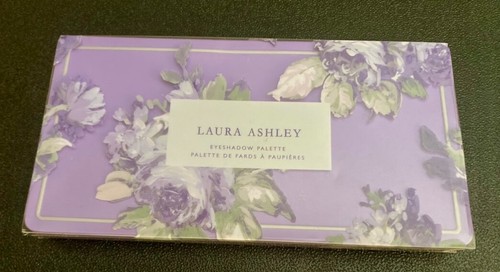 LAURA ASHLEY
EYESHADOW PALETTE
PALETTE DE FARDS À PAUPIÈRES